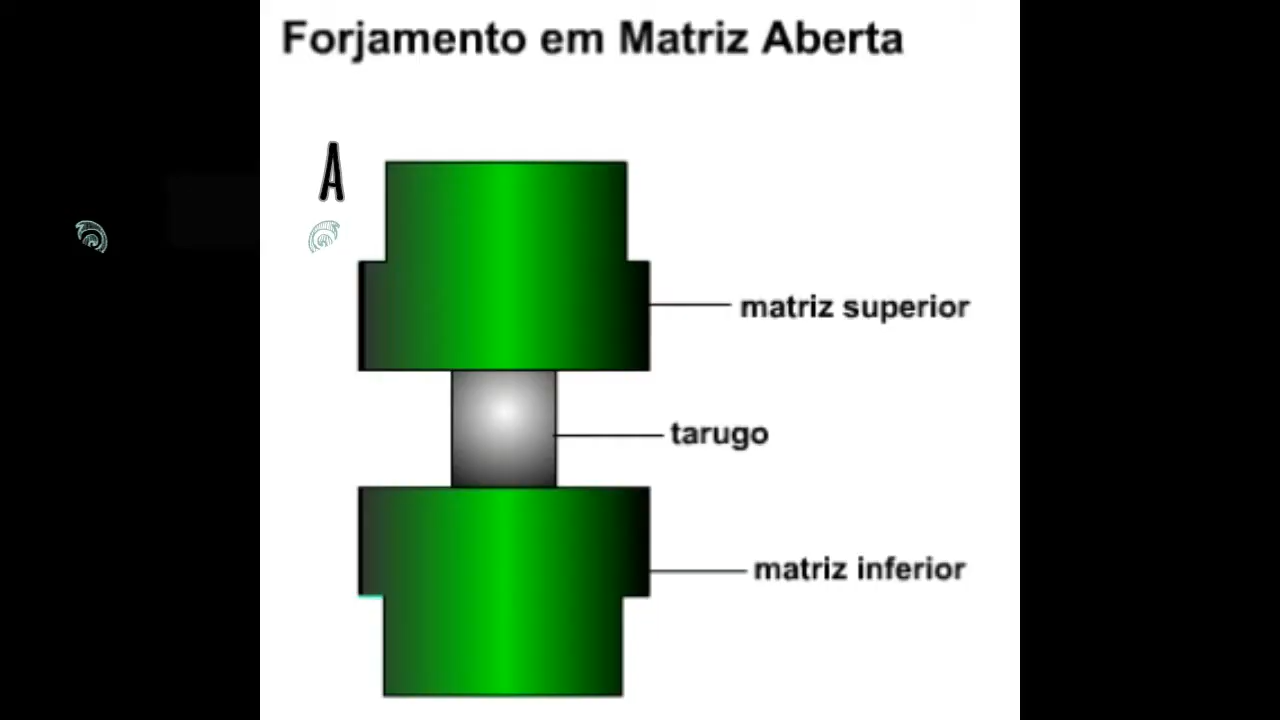 Forjamento em Matriz Aberta
A
matriz superior
tarugo
matriz inferior